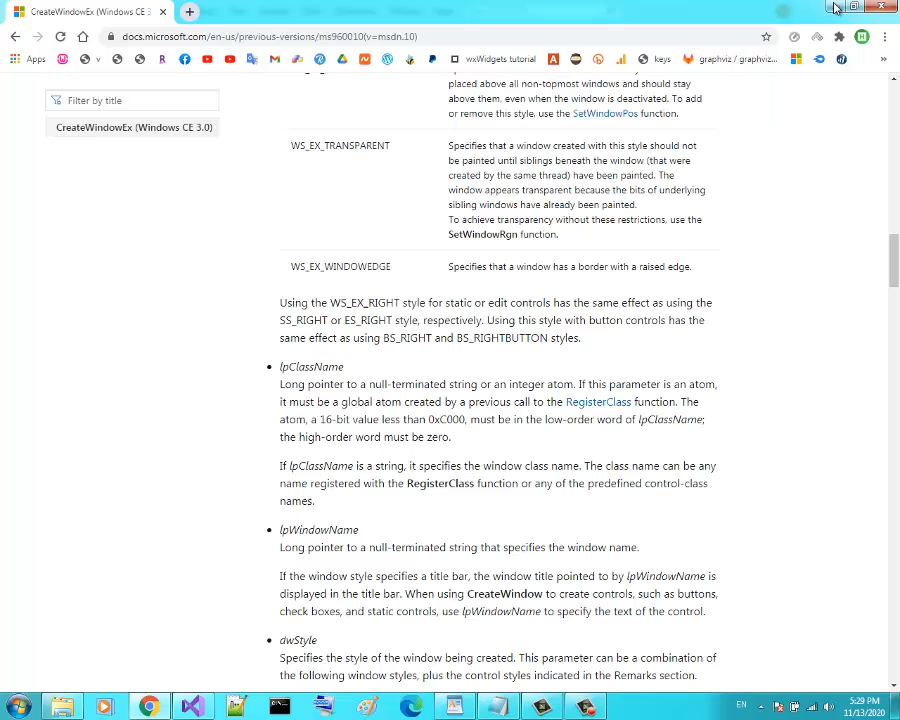 CreateWindowEx (Windows CE 3
docs.microsoft.com/en-us/previous-versions/ms960010(v=msdn.10)
Apps
v
R
wxWidgets tutorial
keys
graphviz / graphviz...
Filter by title
CreateWindowEx (Windows CE 3.0)
placed above all non-topmost windows and should stay
above them, even when the window is deactivated. To add
or remove this style, use the SetWindowPos function.
WS_EX_TRANSPARENT
Specifies that a window created with this style should not
be painted until siblings beneath the window (that were
created by the same thread) have been painted. The
window appears transparent because the bits of underlying
sibling windows have already been painted.
To achieve transparency without these restrictions, use the
SetWindowRgn function.
WS_EX_WINDOWEDGE
Specifies that a window has a border with a raised edge.
Using the WS_EX_RIGHT style for static or edit controls has the same effect as using the
SS_RIGHT or ES_RIGHT style, respectively. Using this style with button controls has the
same effect as using BS_RIGHT and BS_RIGHTBUTTON styles.
lpClassName
Long pointer to a null-terminated string or an integer atom. If this parameter is an atom,
it must be a global atom created by a previous call to the RegisterClass function. The
atom, a 16-bit value less than 0xC000, must be in the low-order word of lpClassName;
the high-order word must be zero.
If lpClassName is a string, it specifies the window class name. The class name can be any
name registered with the RegisterClass function or any of the predefined control-class
names.
lpWindowName
Long pointer to a null-terminated string that specifies the window name.
If the window style specifies a title bar, the window title pointed to by lpWindowName is
displayed in the title bar. When using CreateWindow to create controls, such as buttons,
check boxes, and static controls, use lpWindowName to specify the text of the control.
dwStyle
Specifies the style of the window being created. This parameter can be a combination of
the following window styles, plus the control styles indicated in the Remarks section.
EN
5:29 PM
11/13/2020